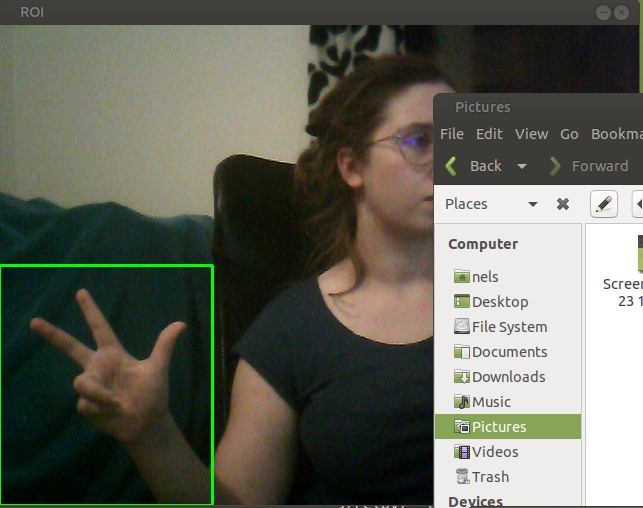 ROI
Pictures
File Edit View Go
Back Forward
Places
Computer
nels
Desktop
File System
Documents
Downloads
Music
Pictures
Videos
Trash
Devices
Screen
23 1